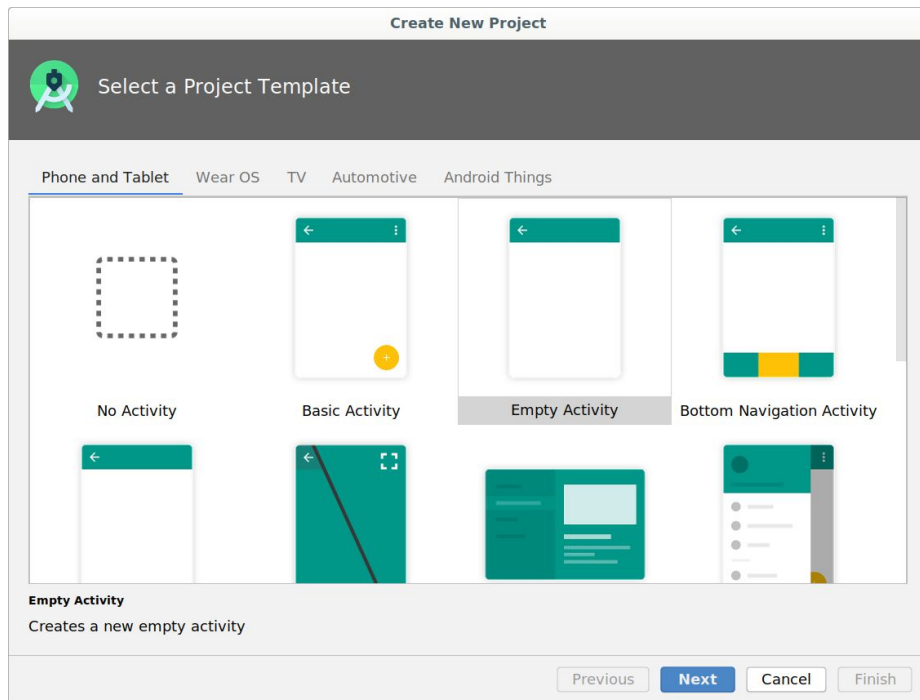 Create New Project
Select a Project Template
Phone and Tablet Wear OS TV Automotive Android Things
No Activity Basic Activity Empty Activity Bottom Navigation Activity
Empty Activity
Creates a new empty activity
Previous Next Cancel Finish